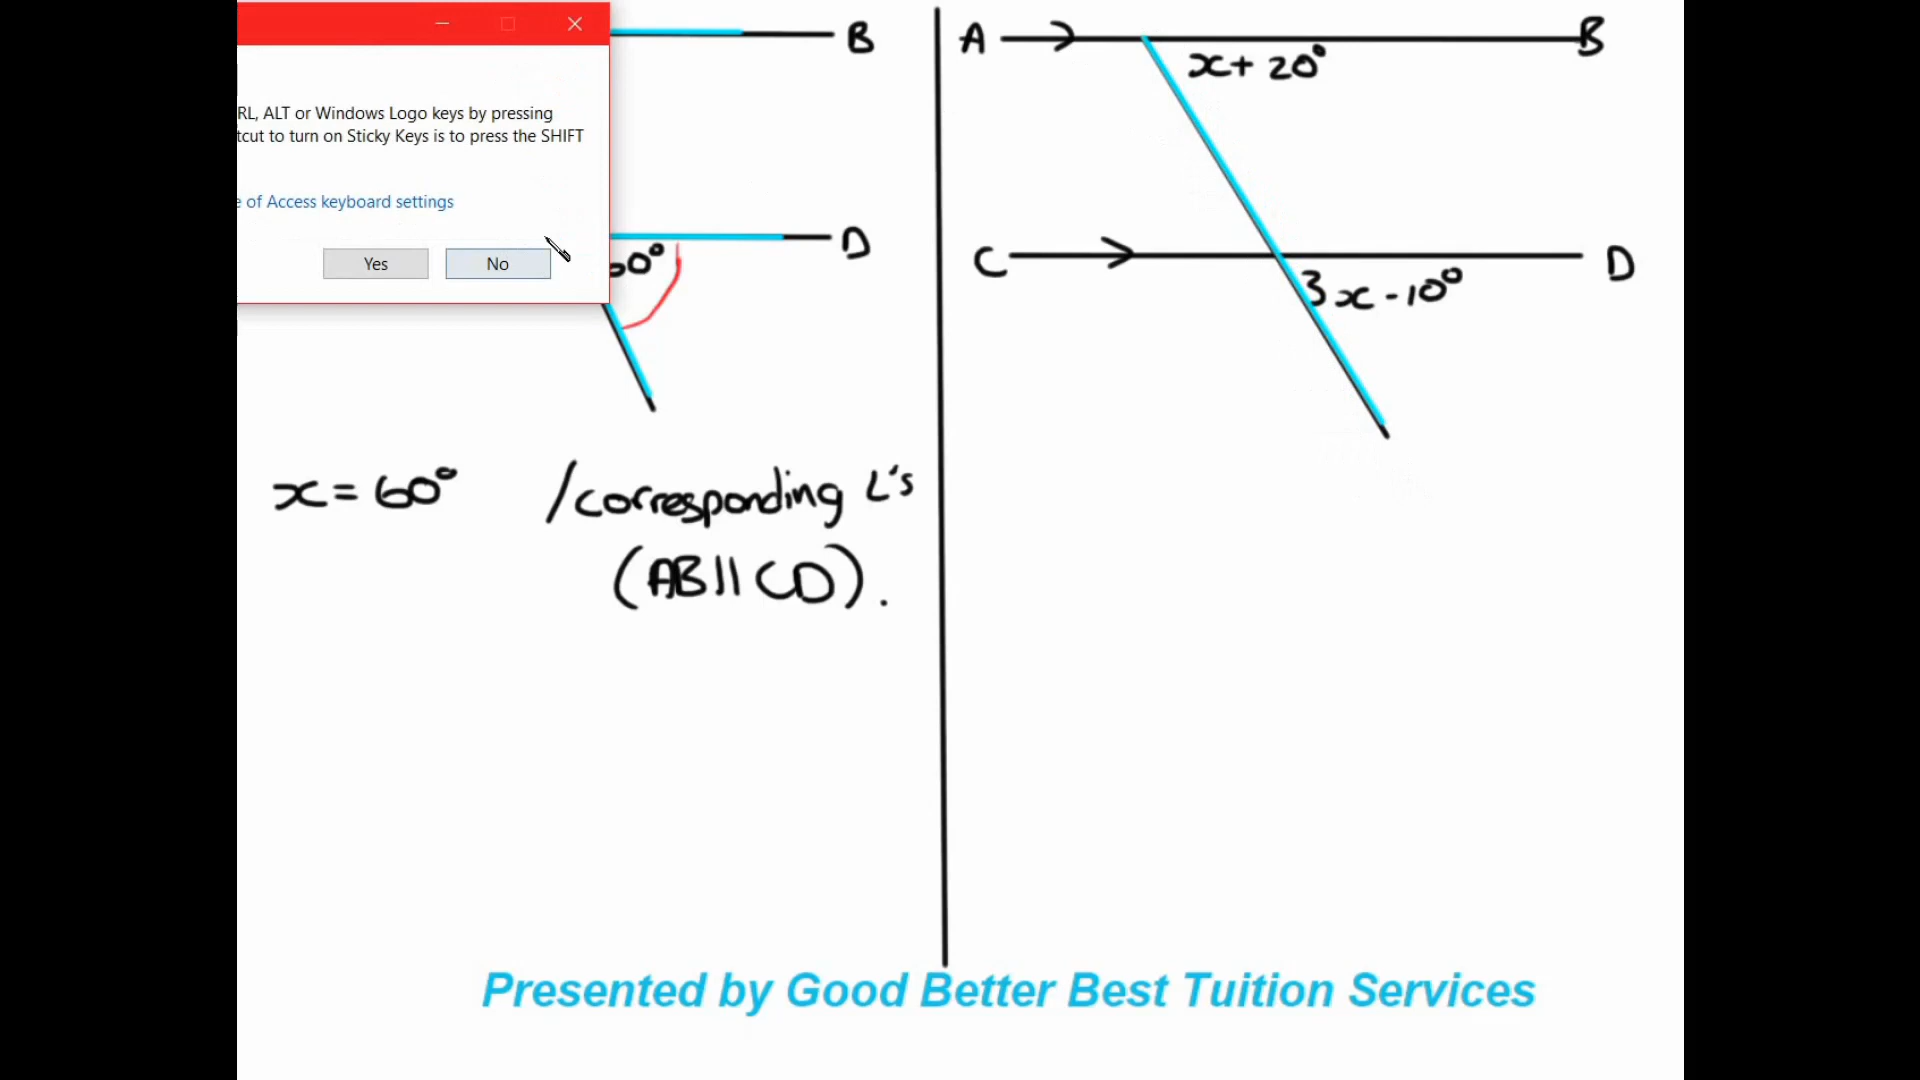 RL, ALT or Windows Logo keys by pressing
tcut to turn on Sticky Keys is to press the SHIFT
e of Access keyboard settings
Yes No
B
D
60°
x = 60° /corresponding L's
(AB||CD).
A B
x + 20°
C D
3x - 10°
Presented by Good Better Best Tuition Services